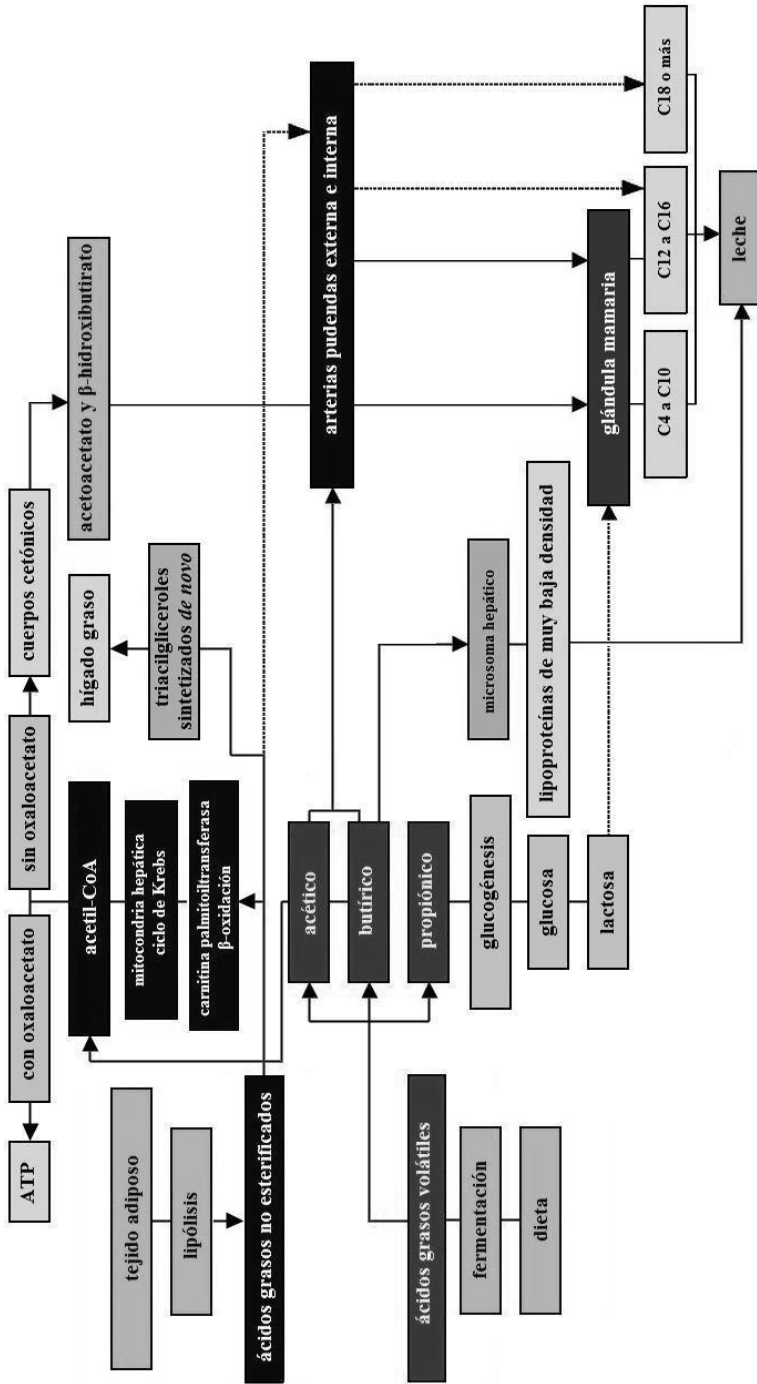 ATP
con oxaloacetato
sin oxaloacetato
cuerpos cetónicos
tejido adiposo
acetil-CoA
hígado graso
acetoacetato y β-hidroxibutirato
lipólisis
mitocondria hepática
ciclo de Krebs
triacilgliceroles
sintetizados de novo
carnitina palmitoiltransferasa
β-oxidación
ácidos grasos no esterificados
acético
arterias pudendas externa e interna
butírico
ácidos grasos volátiles
propiónico
fermentación
glucogénesis
microsoma hepático
dieta
glucosa
lipoproteínas de muy baja densidad
glándula mamaria
lactosa
C4 a C10
C12 a C16
C18 o más
leche